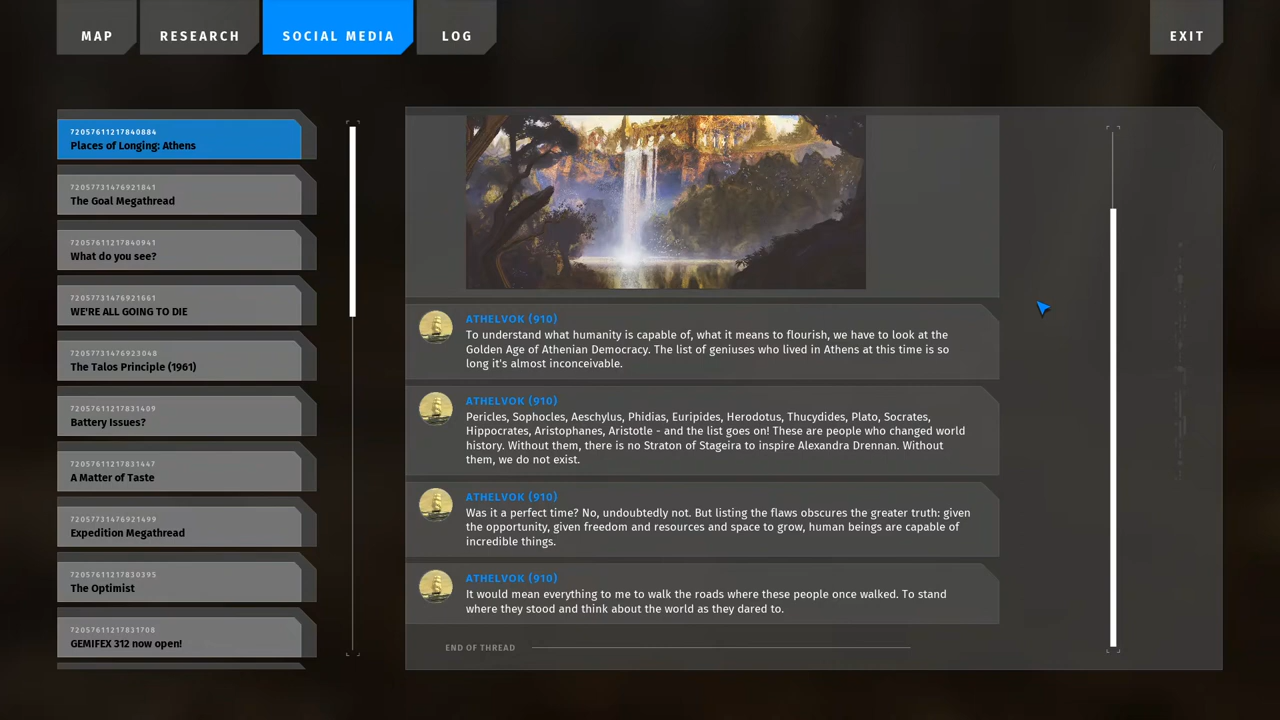 MAP
RESEARCH
SOCIAL MEDIA
LOG
EXIT
72057611217840884
Places of Longing: Athens
72057731476921841
The Goal Megathread
72057611217840941
What do you see?
72057731476921661
WE'RE ALL GOING TO DIE
72057731476923048
The Talos Principle (1961)
72057611217831409
Battery Issues?
72057611217831447
A Matter of Taste
72057731476921499
Expedition Megathread
72057611217830395
The Optimist
72057611217831708
GEMIFEX 312 now open!
ATHELVOK (910)
To understand what humanity is capable of, what it means to flourish, we have to look at the
Golden Age of Athenian Democracy. The list of geniuses who lived in Athens at this time is so
long it's almost inconceivable.
ATHELVOK (910)
Pericles, Sophocles, Aeschylus, Phidias, Euripides, Herodotus, Thucydides, Plato, Socrates,
Hippocrates, Aristophanes, Aristotle - and the list goes on! These are people who changed world
history. Without them, there is no Straton of Stageira to inspire Alexandra Drennan. Without
them, we do not exist.
ATHELVOK (910)
Was it a perfect time? No, undoubtedly not. But listing the flaws obscures the greater truth: given
the opportunity, given freedom and resources and space to grow, human beings are capable of
incredible things.
ATHELVOK (910)
It would mean everything to me to walk the roads where these people once walked. To stand
where they stood and think about the world as they dared to.
END OF THREAD